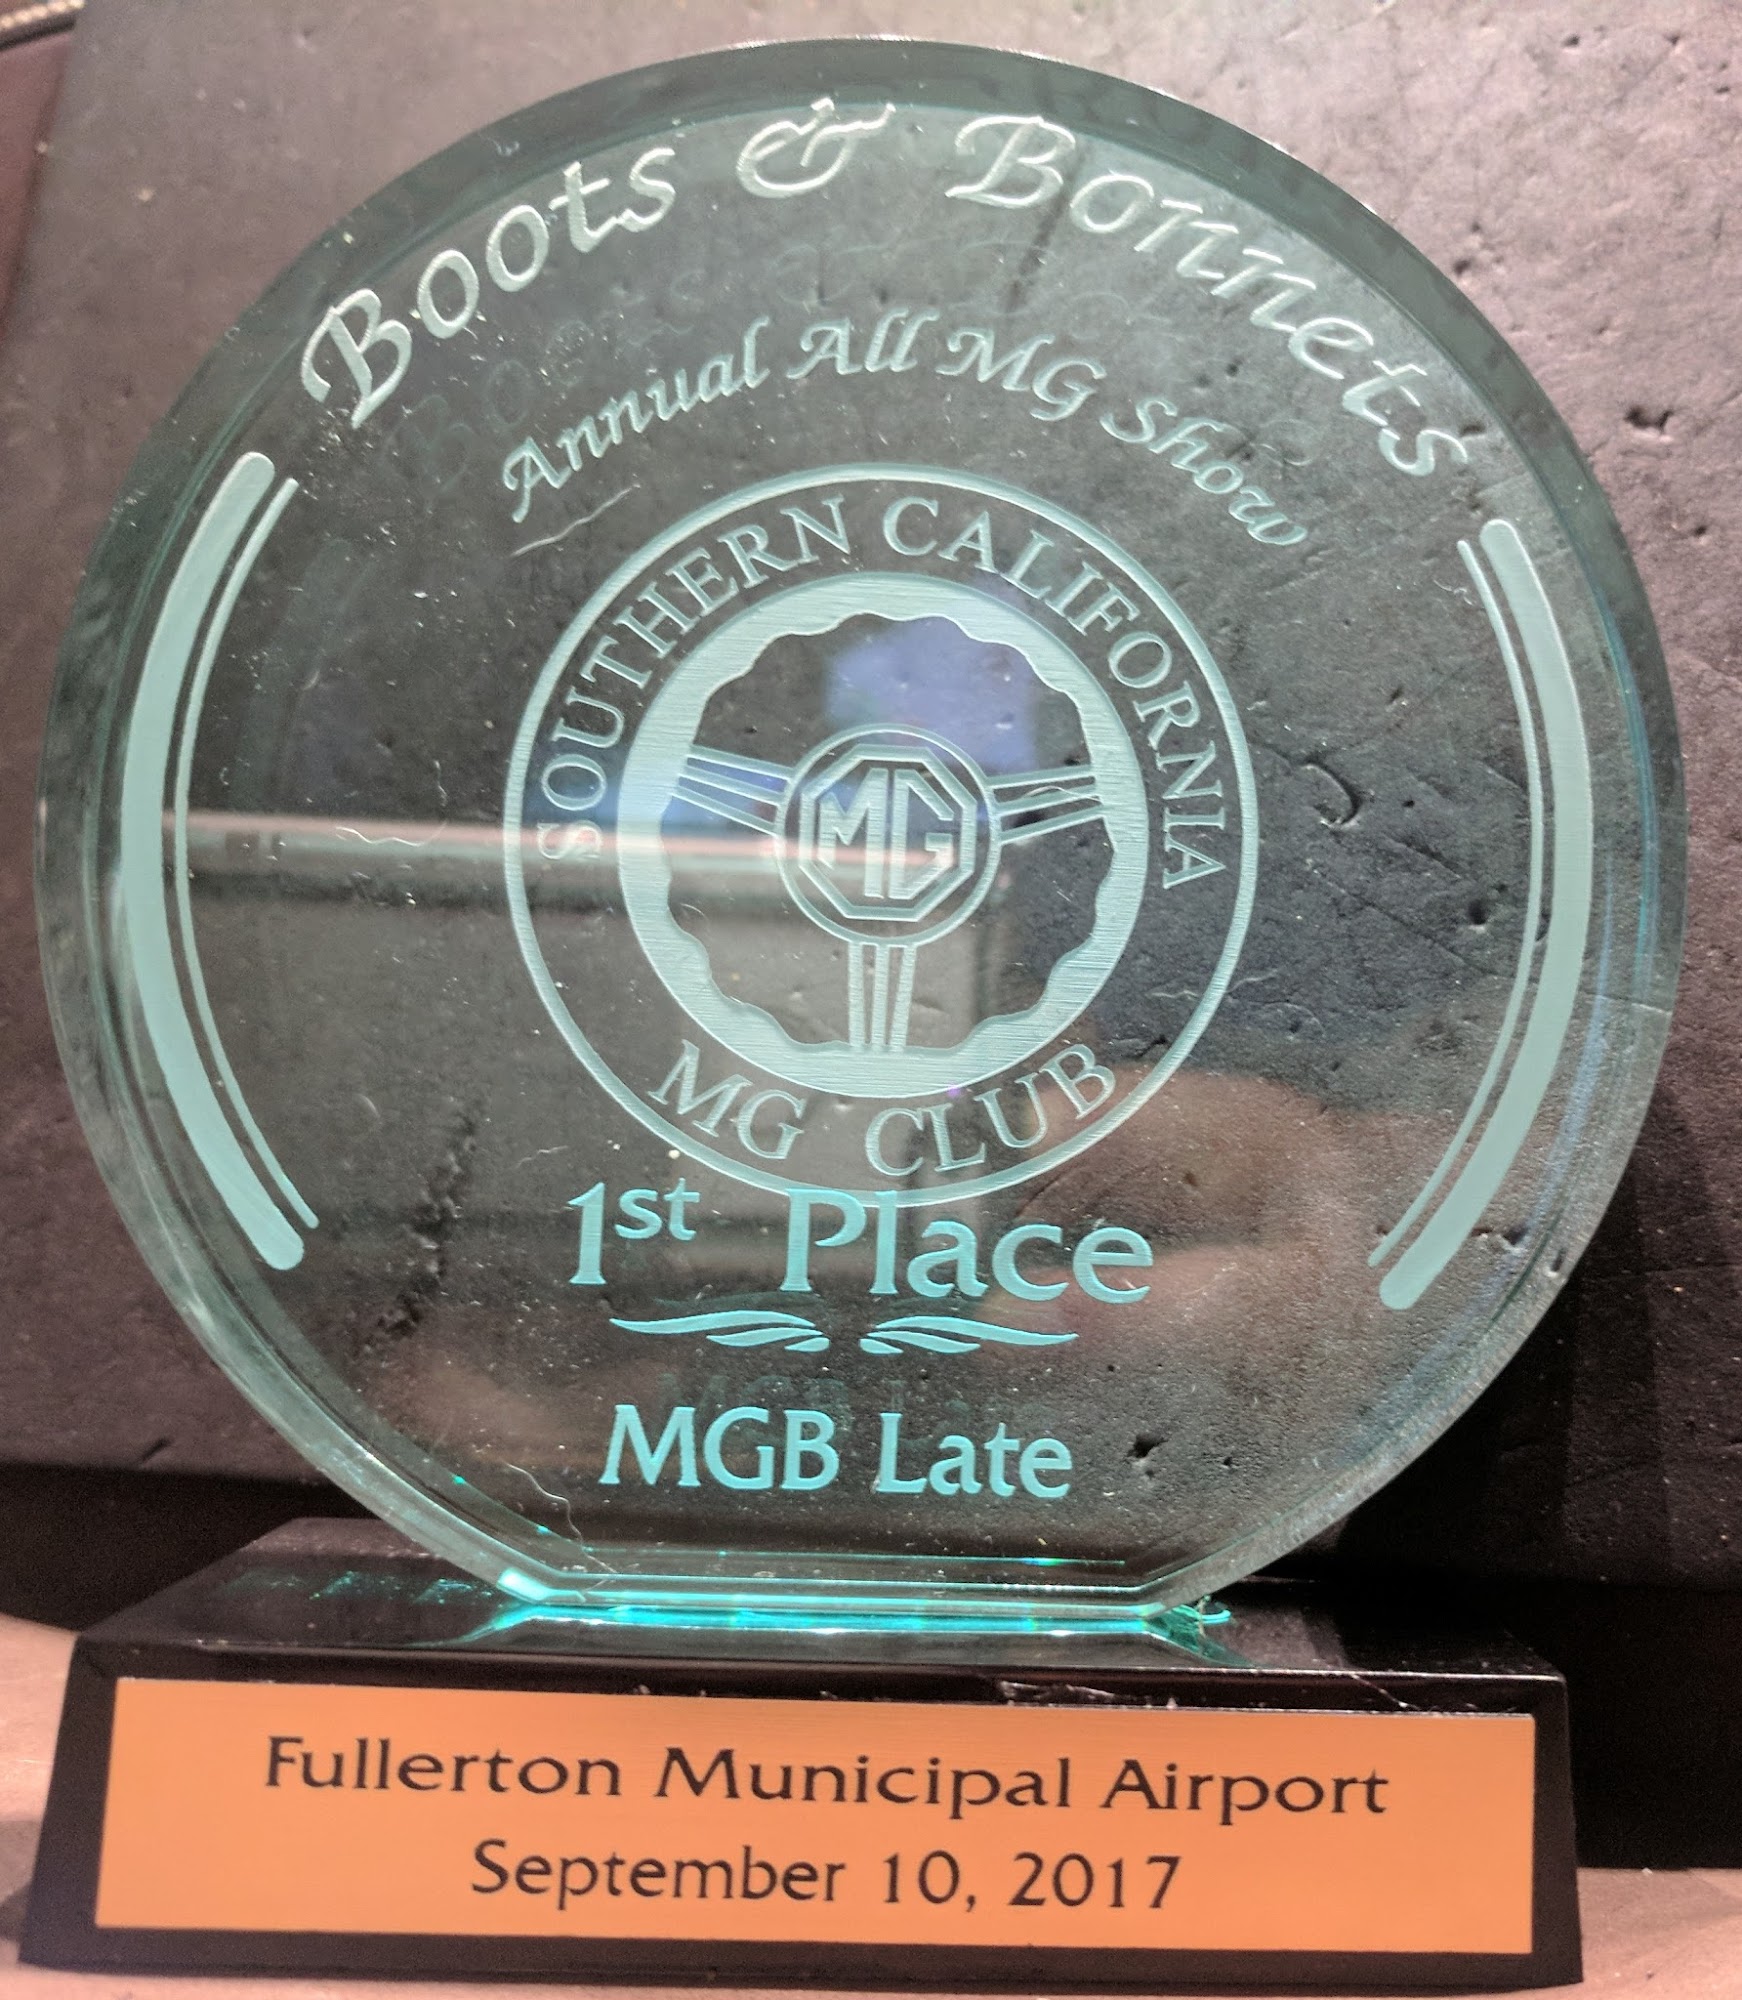 Boots & Bonnets
Annual All MG Show
SOUTHERN CALIFORNIA
MG
MG CLUB
1st Place
MGB Late
Fullerton Municipal Airport
September 10, 2017